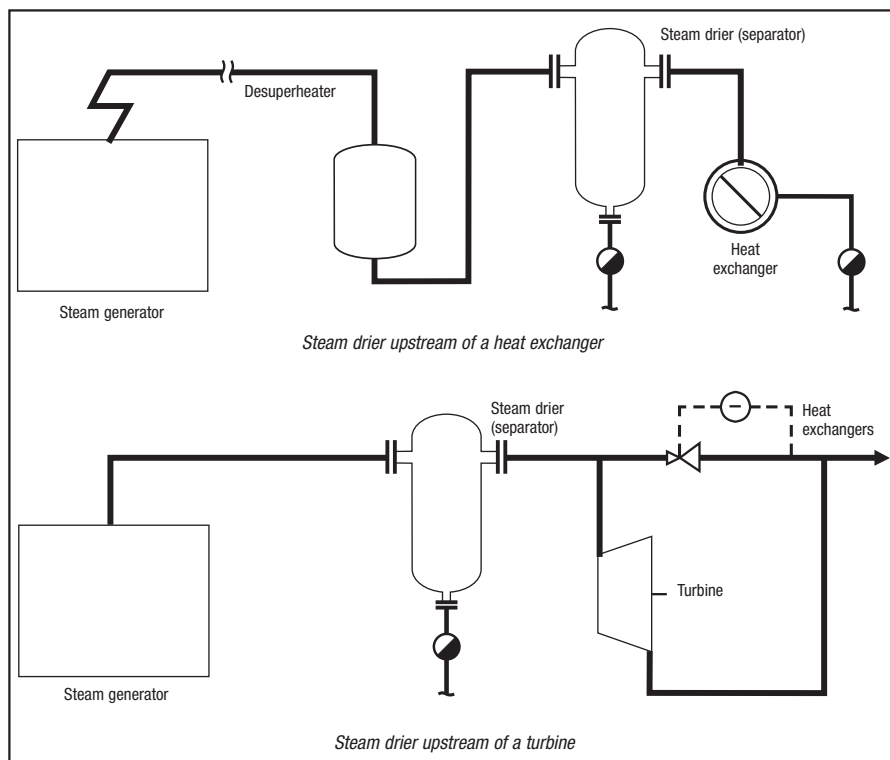 Steam drier (separator)
Desuperheater
Heat
exchanger
Steam generator
Steam drier upstream of a heat exchanger
Steam drier
(separator)
Heat
exchangers
Turbine
Steam generator
Steam drier upstream of a turbine